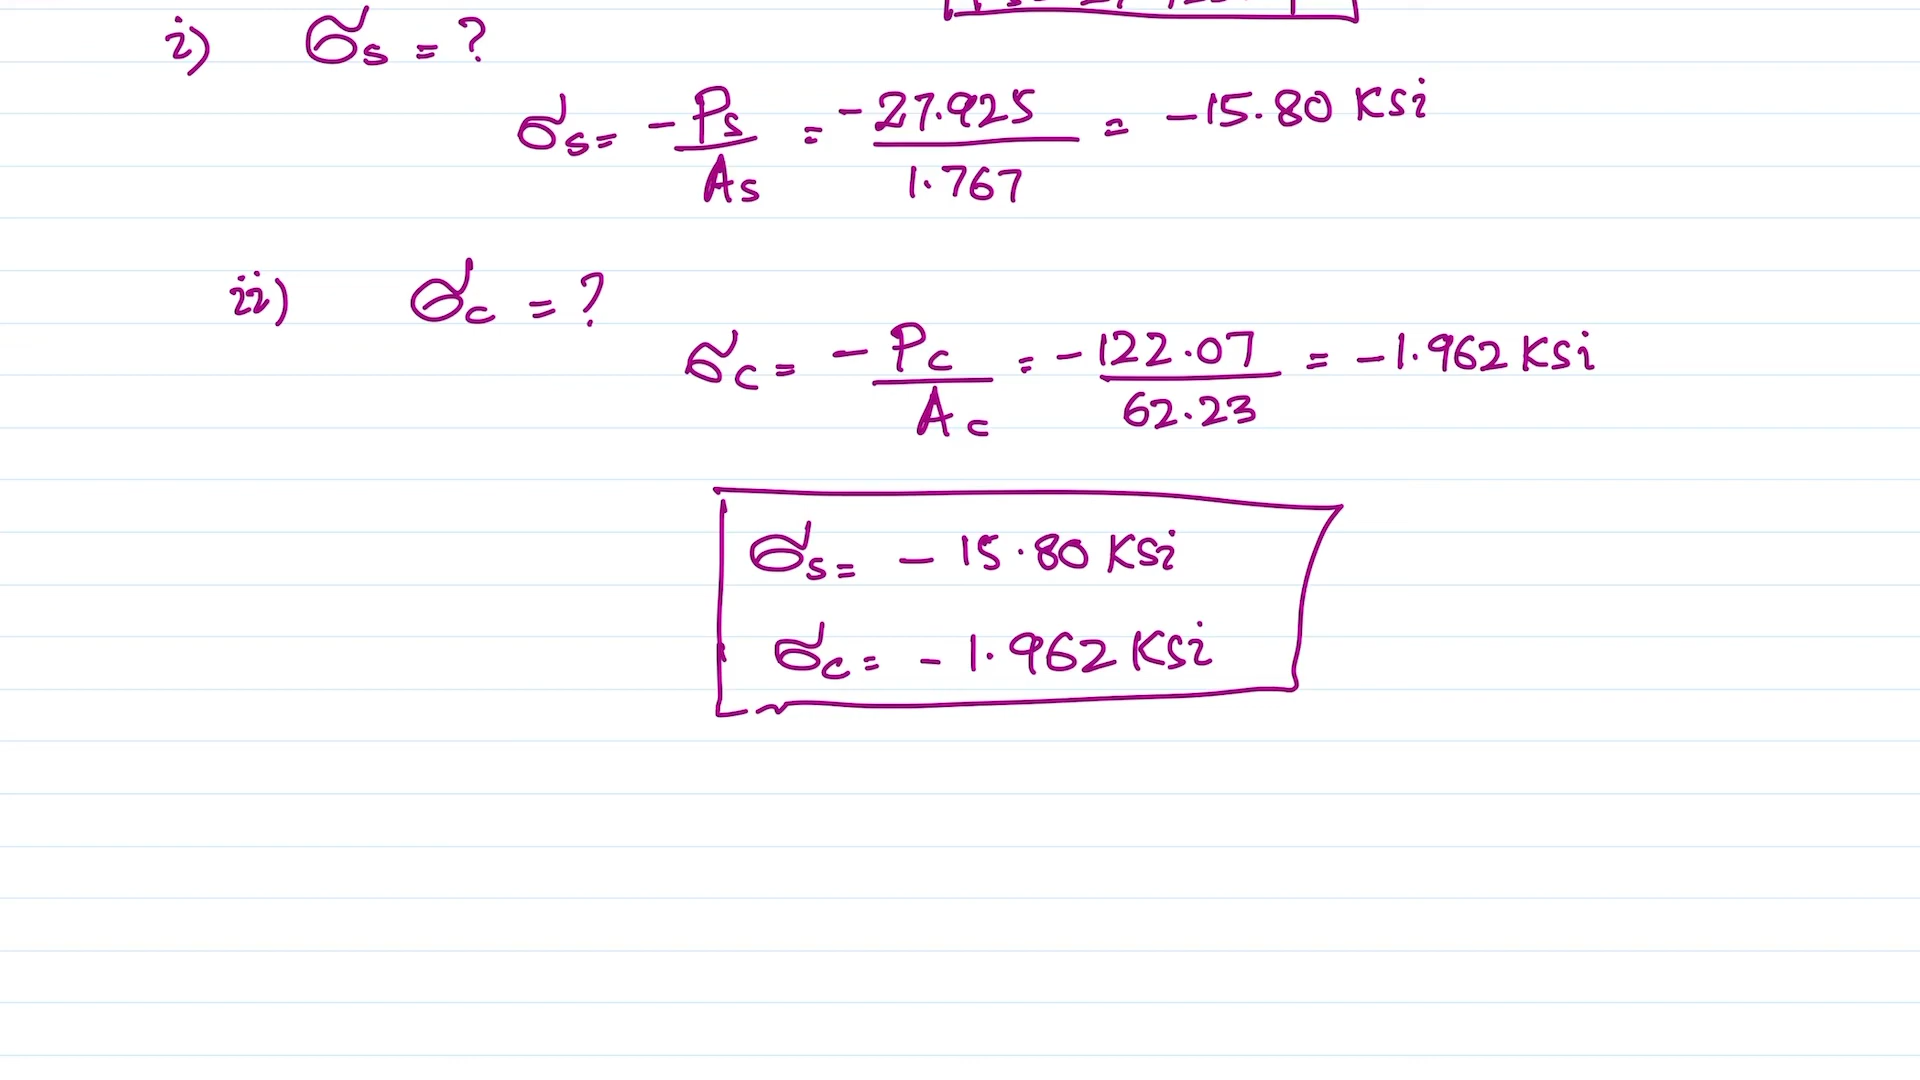 i) σs = ?
σs = -Ps/As = -27.925/1.767 = -15.80 Ksi
ii) σc = ?
σc = -Pc/Ac = -122.07/62.23 = -1.962 Ksi
σs = - 15.80 Ksi
σc = - 1.962 Ksi